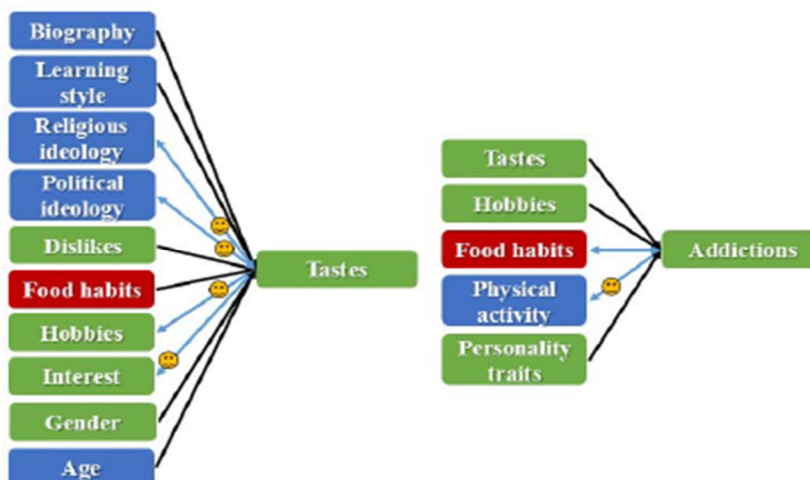 Biography
Learning
style
Religious
ideology
Political
ideology
Dislikes
Food habits
Hobbies
Interest
Gender
Age
Tastes
Tastes
Hobbies
Food habits
Physical
activity
Personality
traits
Addictions